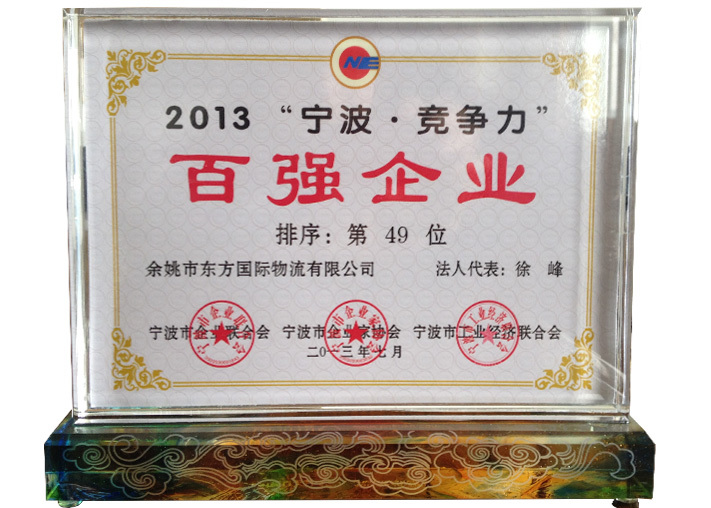 NE
2013 “宁波·竞争力”
百强企业
排序：第 49 位
余姚市东方国际物流有限公司 法人代表：徐 峰
宁波市企业联合会 宁波市企业家协会 宁波市工业经济联合会
二〇一三年七月